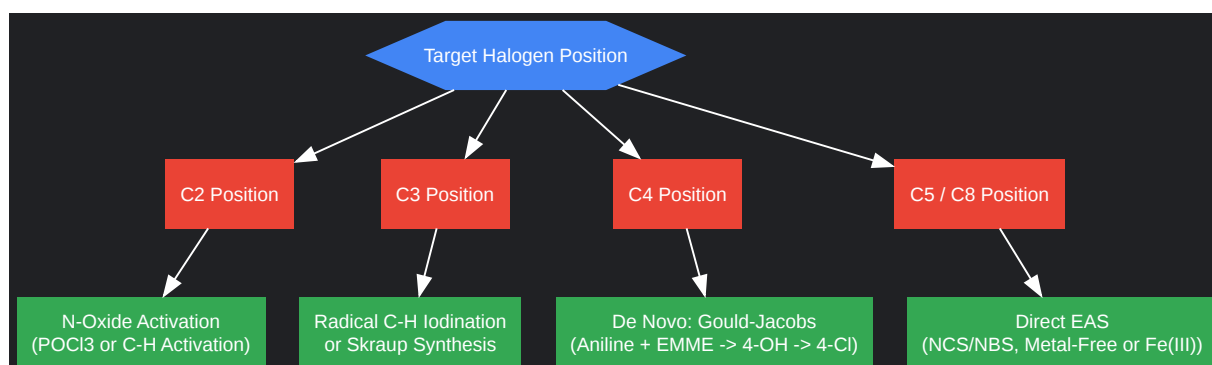 Target Halogen Position
C2 Position
C3 Position
C4 Position
C5 / C8 Position
N-Oxide Activation
(POCl3 or C-H Activation)
Radical C-H Iodination
or Skraup Synthesis
De Novo: Gould-Jacobs
(Aniline + EMME -> 4-OH -> 4-Cl)
Direct EAS
(NCS/NBS, Metal-Free or Fe(III))